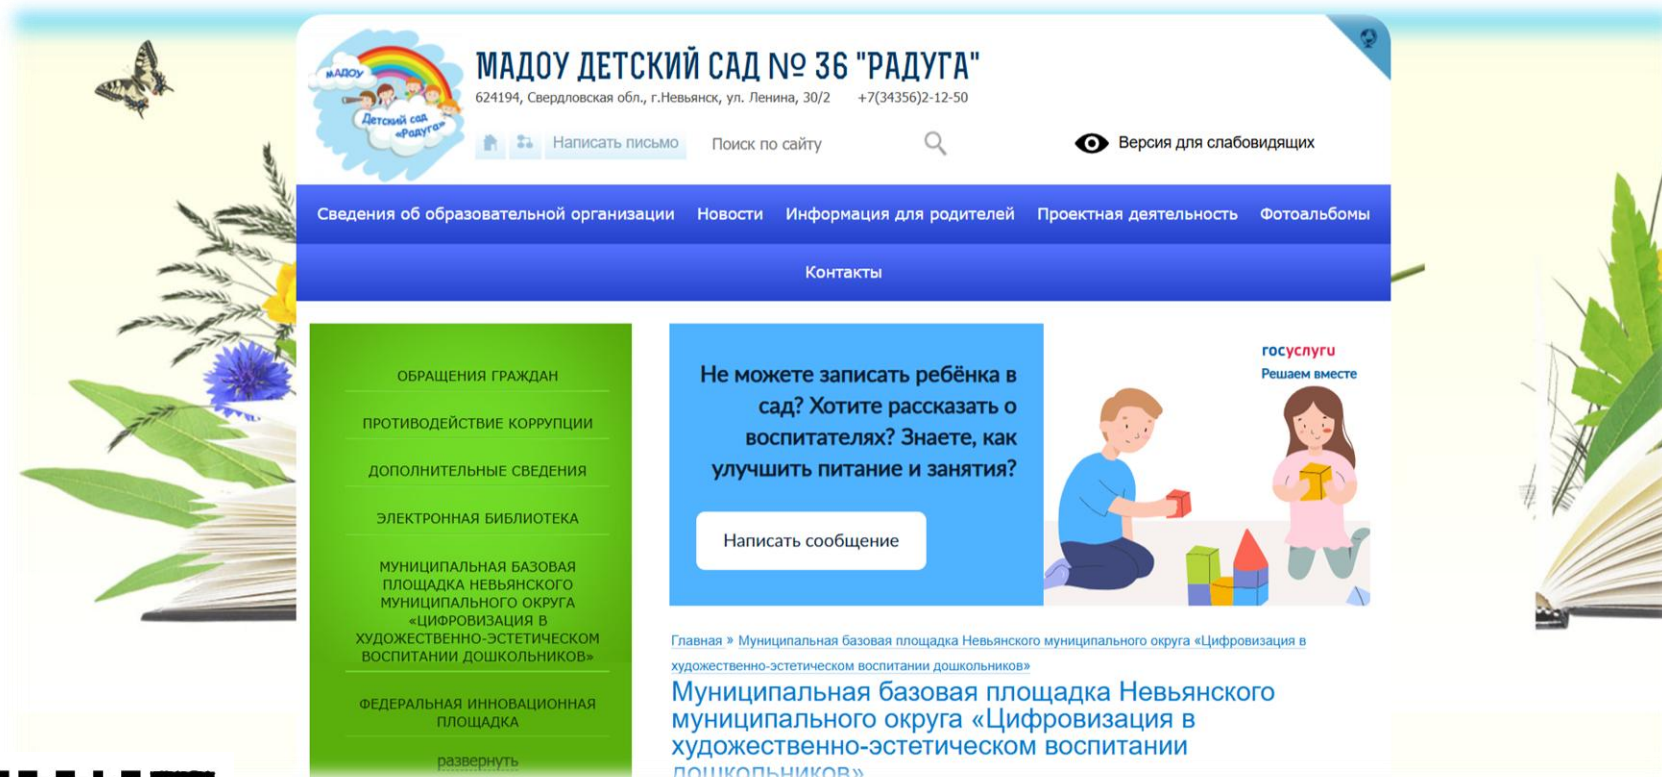 МАДОУ
Детский сад
«Радуга»
МАДОУ ДЕТСКИЙ САД № 36 "РАДУГА"
624194, Свердловская обл., г.Невьянск, ул. Ленина, 30/2 +7(34356)2-12-50
Написать письмо Поиск по сайту Версия для слабовидящих
Сведения об образовательной организации Новости Информация для родителей Проектная деятельность Фотоальбомы
Контакты
ОБРАЩЕНИЯ ГРАЖДАН
ПРОТИВОДЕЙСТВИЕ КОРРУПЦИИ
ДОПОЛНИТЕЛЬНЫЕ СВЕДЕНИЯ
ЭЛЕКТРОННАЯ БИБЛИОТЕКА
МУНИЦИПАЛЬНАЯ БАЗОВАЯ
ПЛОЩАДКА НЕВЬЯНСКОГО
МУНИЦИПАЛЬНОГО ОКРУГА
«ЦИФРОВИЗАЦИЯ В
ХУДОЖЕСТВЕННО-ЭСТЕТИЧЕСКОМ
ВОСПИТАНИИ ДОШКОЛЬНИКОВ»
ФЕДЕРАЛЬНАЯ ИННОВАЦИОННАЯ
ПЛОЩАДКА
развернуть
Не можете записать ребёнка в
сад? Хотите рассказать о
воспитателях? Знаете, как
улучшить питание и занятия?
Написать сообщение
госуслуги
Решаем вместе
Главная » Муниципальная базовая площадка Невьянского муниципального округа «Цифровизация в
художественно-эстетическом воспитании дошкольников»
Муниципальная базовая площадка Невьянского
муниципального округа «Цифровизация в
художественно-эстетическом воспитании
дошкольников»